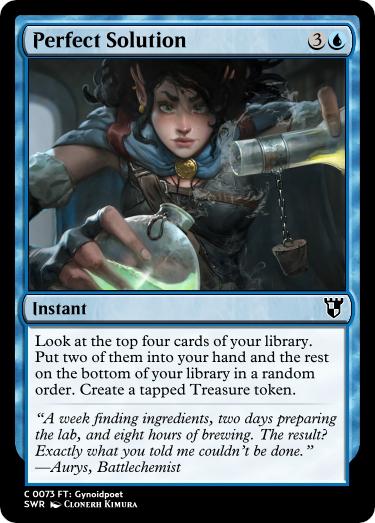 Perfect Solution 3
Instant
Look at the top four cards of your library.
Put two of them into your hand and the rest
on the bottom of your library in a random
order. Create a tapped Treasure token.
“A week finding ingredients, two days preparing
the lab, and eight hours of brewing. The result?
Exactly what you told me couldn't be done.”
—Aurys, Battlechemist
C 0073 FT: Gynoidpoet
SWR Clonerh Kimura